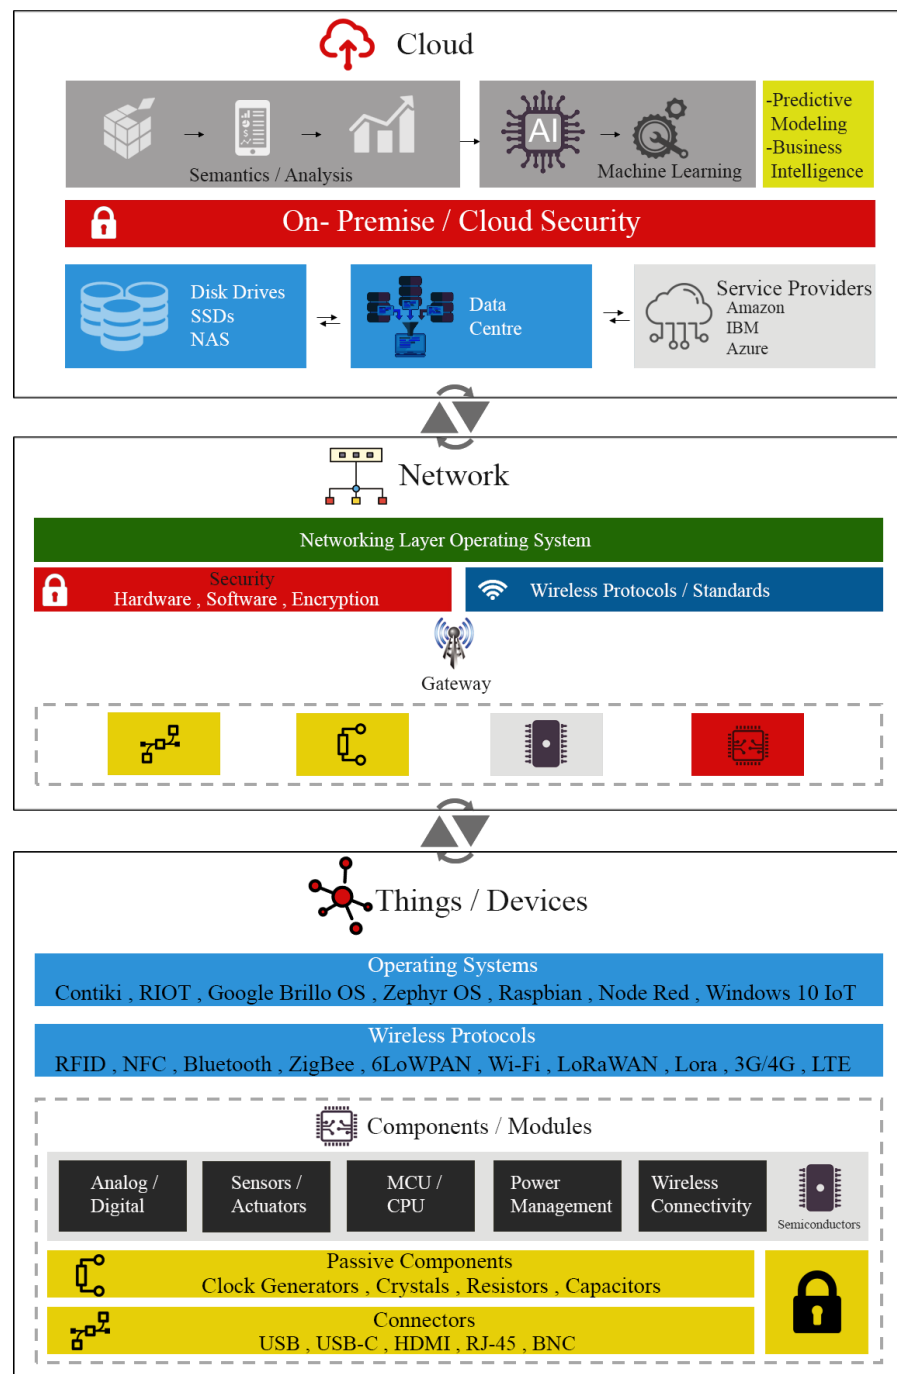 Cloud
Semantics / Analysis
AI
Machine Learning
-Predictive
Modeling
-Business
Intelligence
On- Premise / Cloud Security
Disk Drives
SSDs
NAS
Data
Centre
Service Providers
Amazon
IBM
Azure
Network
Networking Layer Operating System
Security
Hardware , Software , Encryption
Wireless Protocols / Standards
Gateway
Things / Devices
Operating Systems
Contiki , RIOT , Google Brillo OS , Zephyr OS , Raspbian , Node Red , Windows 10 IoT
Wireless Protocols
RFID , NFC , Bluetooth , ZigBee , 6LoWPAN , Wi-Fi , LoRaWAN , Lora , 3G/4G , LTE
Components / Modules
Analog /
Digital
Sensors /
Actuators
MCU /
CPU
Power
Management
Wireless
Connectivity
Semiconductors
Passive Components
Clock Generators , Crystals , Resistors , Capacitors
Connectors
USB , USB-C , HDMI , RJ-45 , BNC